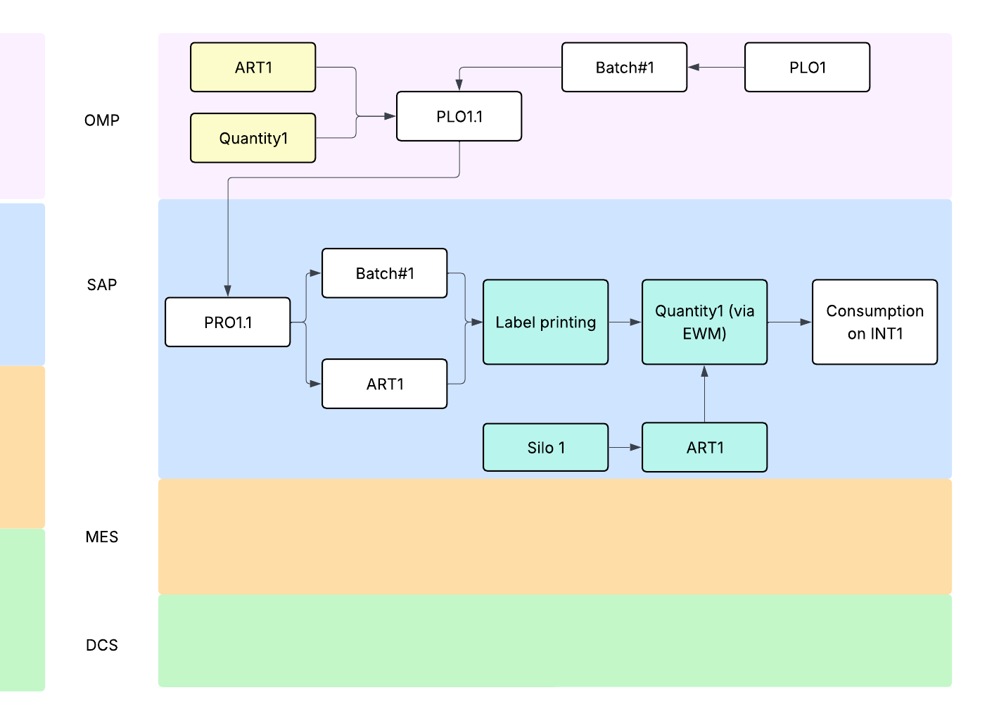 OMP
ART1
Quantity1
PLO1.1
Batch#1
PLO1
SAP
PRO1.1
Batch#1
ART1
Label printing
Quantity1 (via
EWM)
Consumption
on INT1
Silo 1
ART1
MES
DCS